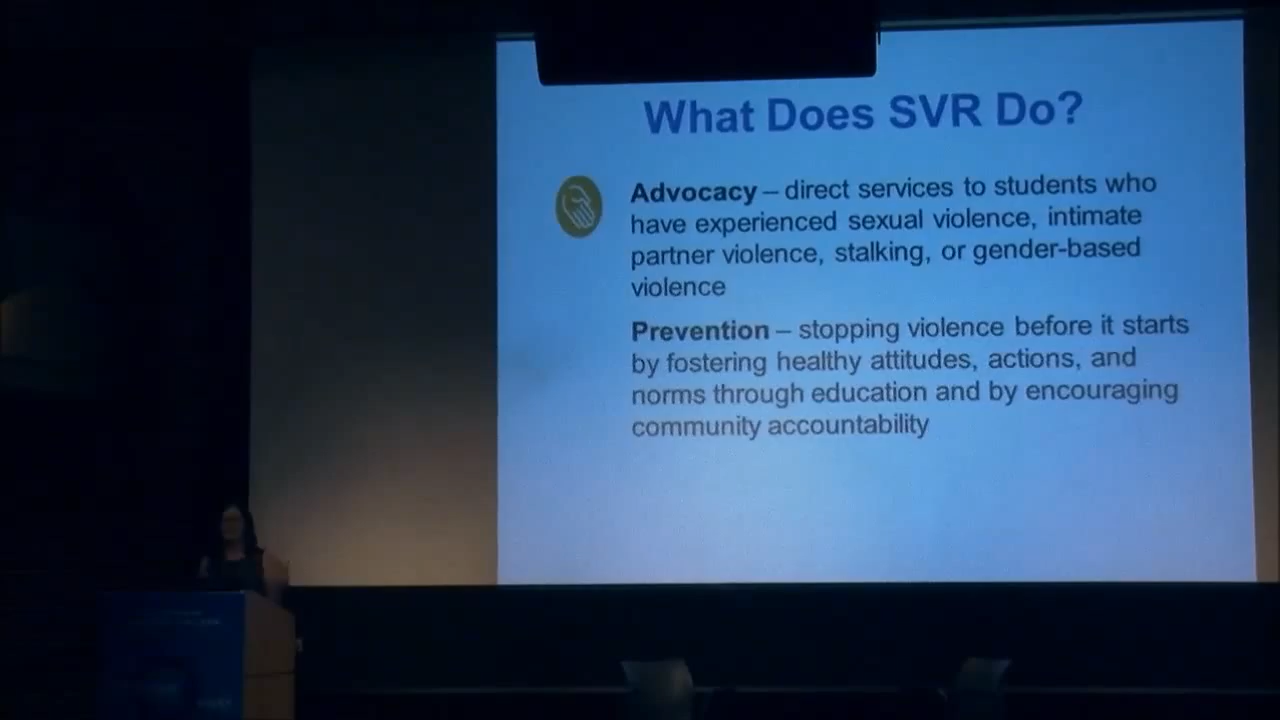 What Does SVR Do?
Advocacy – direct services to students who
have experienced sexual violence, intimate
partner violence, stalking, or gender-based
violence
Prevention – stopping violence before it starts
by fostering healthy attitudes, actions, and
norms through education and by encouraging
community accountability